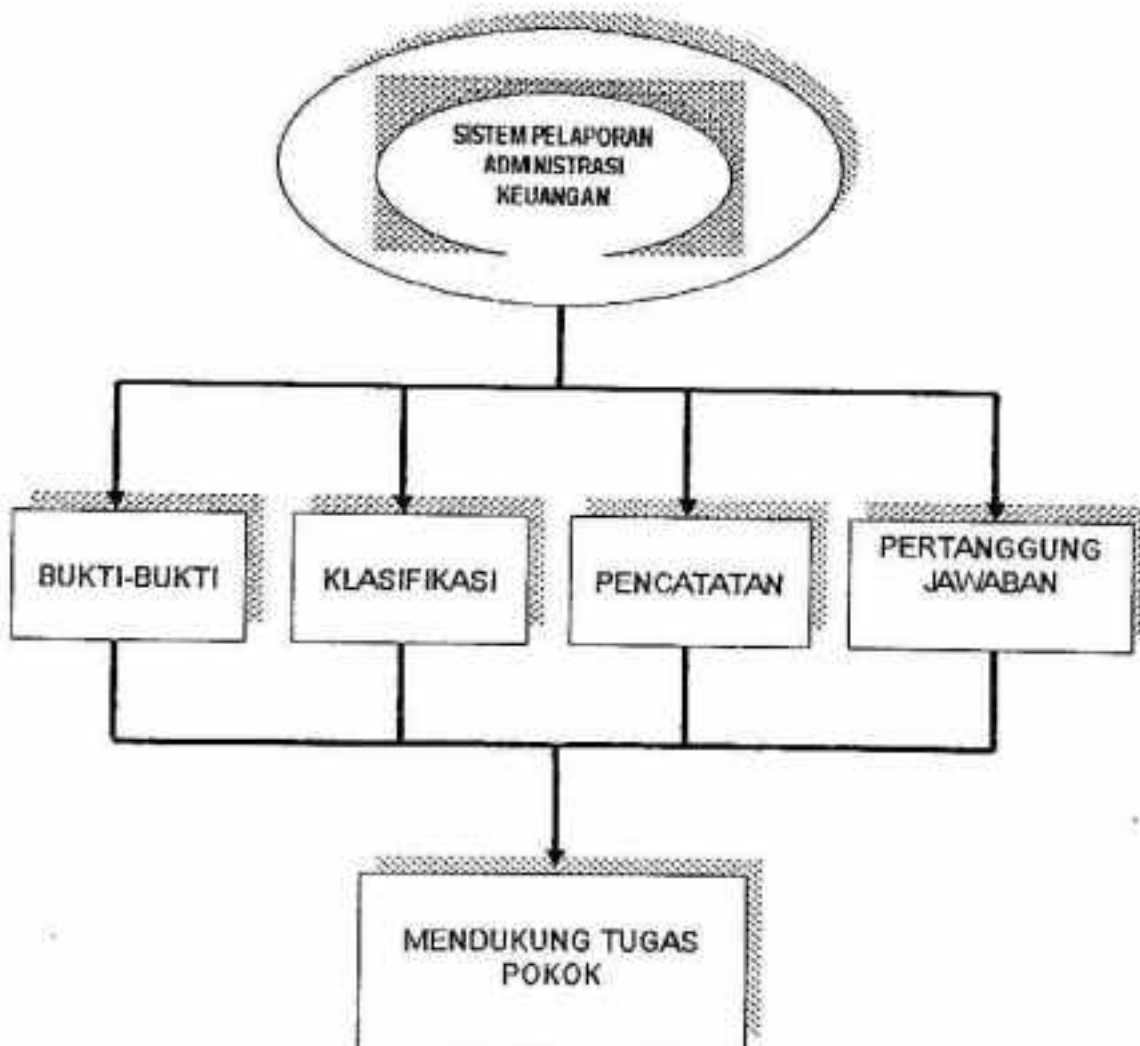 SISTEM PELAPORAN
ADMINISTRASI
KEUANGAN
BUKTI-BUKTI
KLASIFIKASI
PENCATATAN
PERTANGGUNG
JAWABAN
MENDUKUNG TUGAS
POKOK